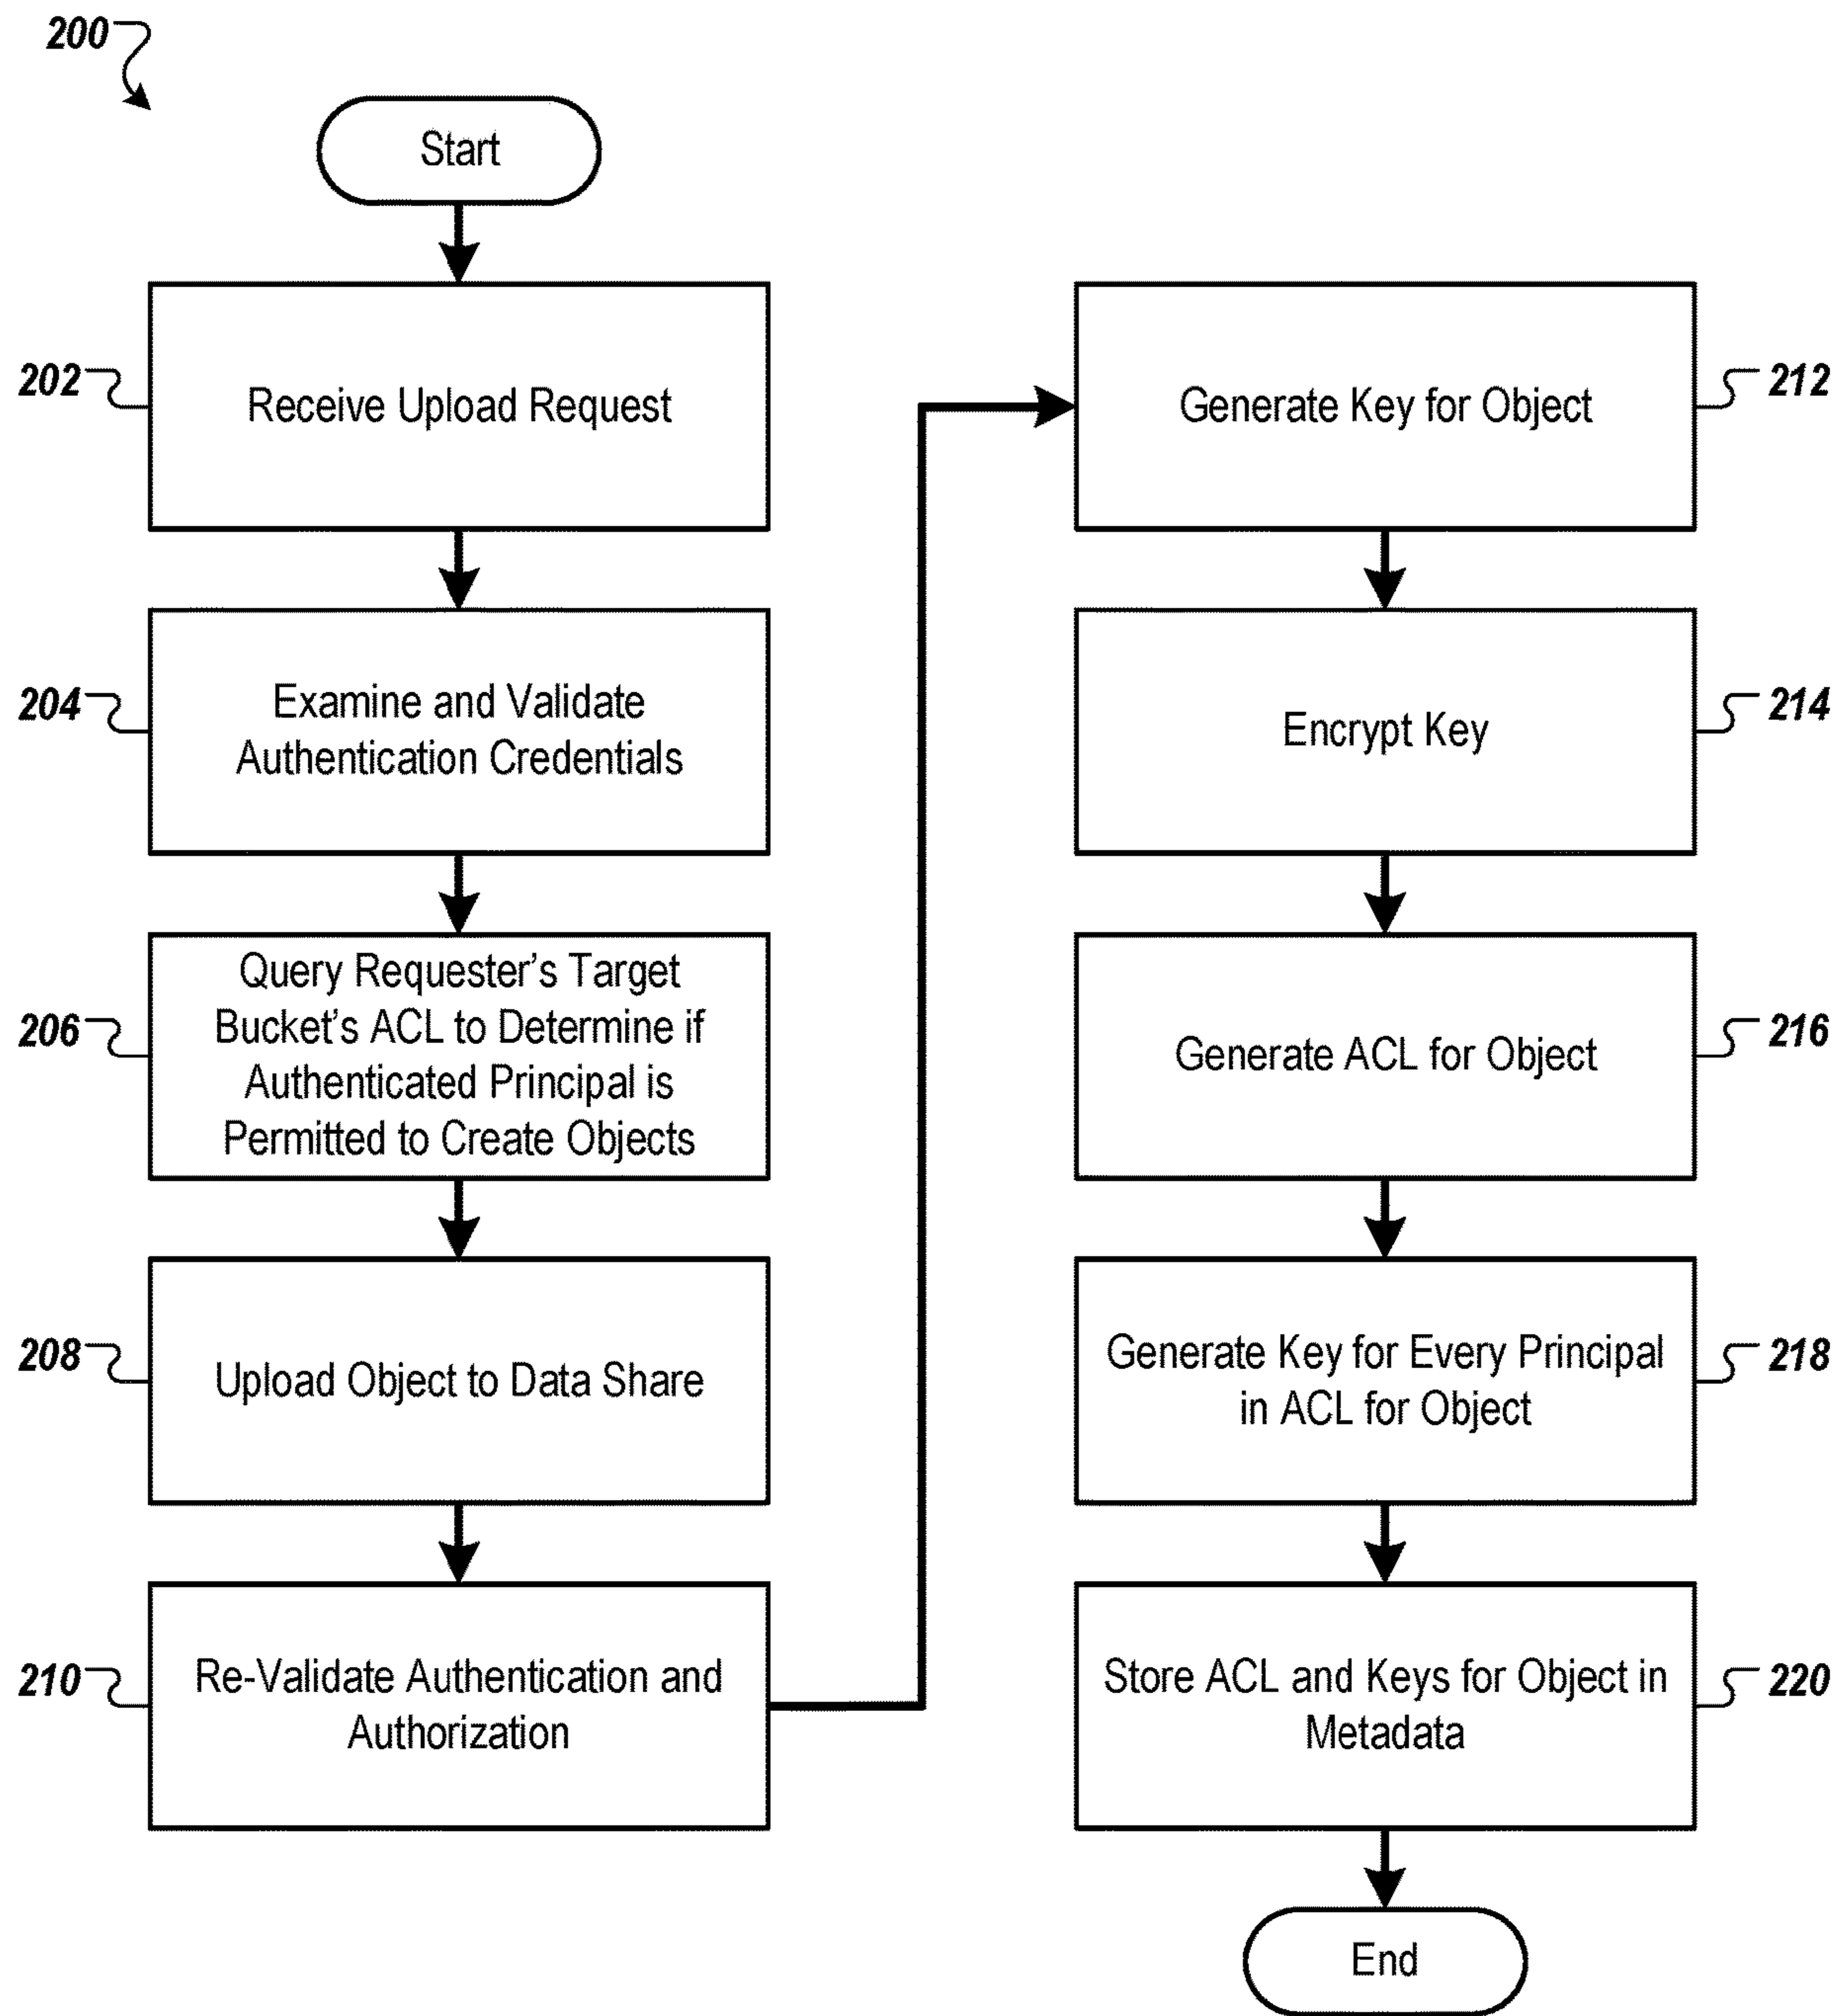 200
Start
202
Receive Upload Request
204
Examine and Validate
Authentication Credentials
206
Query Requester's Target
Bucket's ACL to Determine if
Authenticated Principal is
Permitted to Create Objects
208
Upload Object to Data Share
210
Re-Validate Authentication and
Authorization
212
Generate Key for Object
214
Encrypt Key
216
Generate ACL for Object
218
Generate Key for Every Principal
in ACL for Object
220
Store ACL and Keys for Object in
Metadata
End